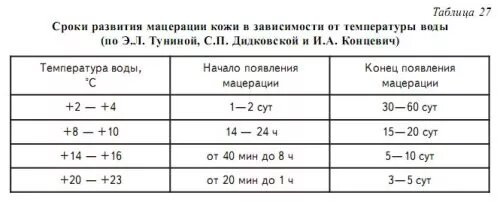 Таблица 27
Сроки развития мацерации кожи в зависимости от температуры воды
(по Э.Л. Туниной, С.П. Дидковской и И.А. Концевич)
Температура воды, °С Начало появления мацерации Конец появления мацерации
+2 — +4 1—2 сут 30—60 сут
+8 — +10 14 — 24 ч 15—20 сут
+14 — +16 от 40 мин до 8 ч 5—10 сут
+20 — +23 от 20 мин до 1 ч 3—5 сут